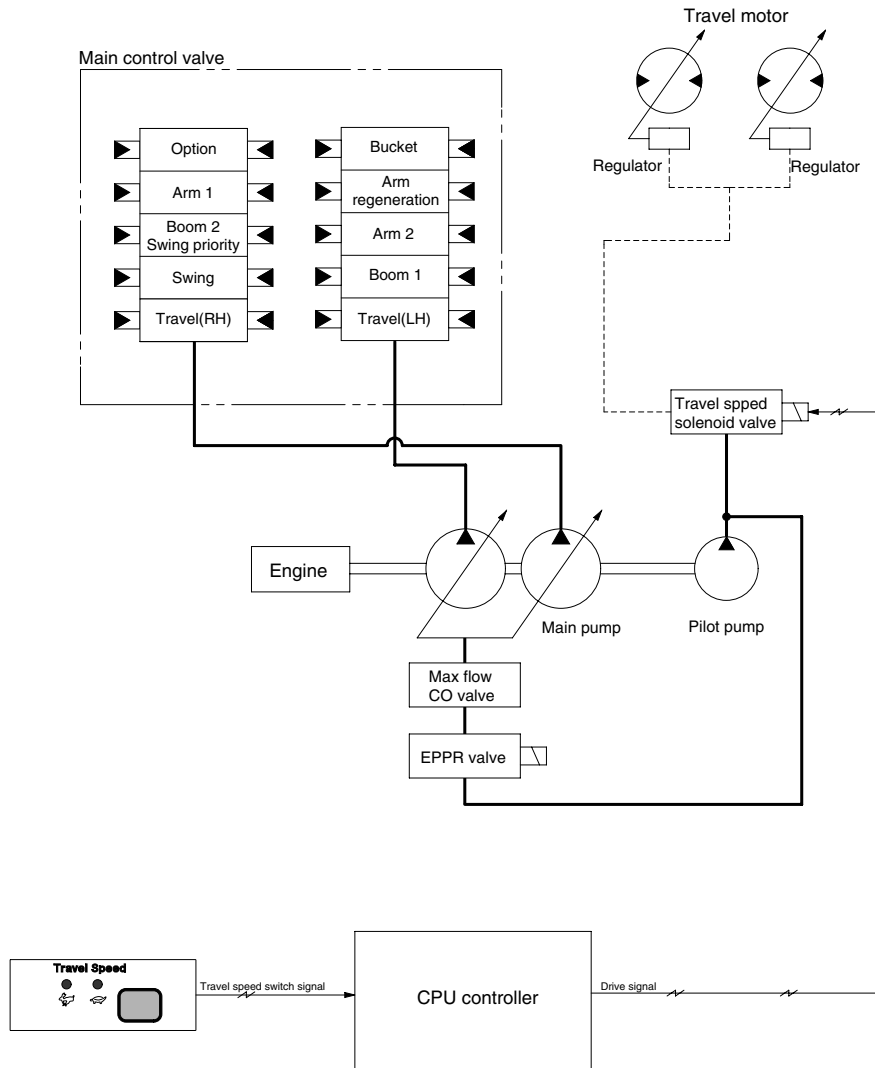 Travel motor
Main control valve
Option
Arm 1
Boom 2
Swing priority
Swing
Travel(RH)
Bucket
Arm
regeneration
Arm 2
Boom 1
Travel(LH)
Regulator
Regulator
Travel spped
solenoid valve
Engine
Main pump
Pilot pump
Max flow
CO valve
EPPR valve
Travel Speed
Travel speed switch signal
CPU controller
Drive signal